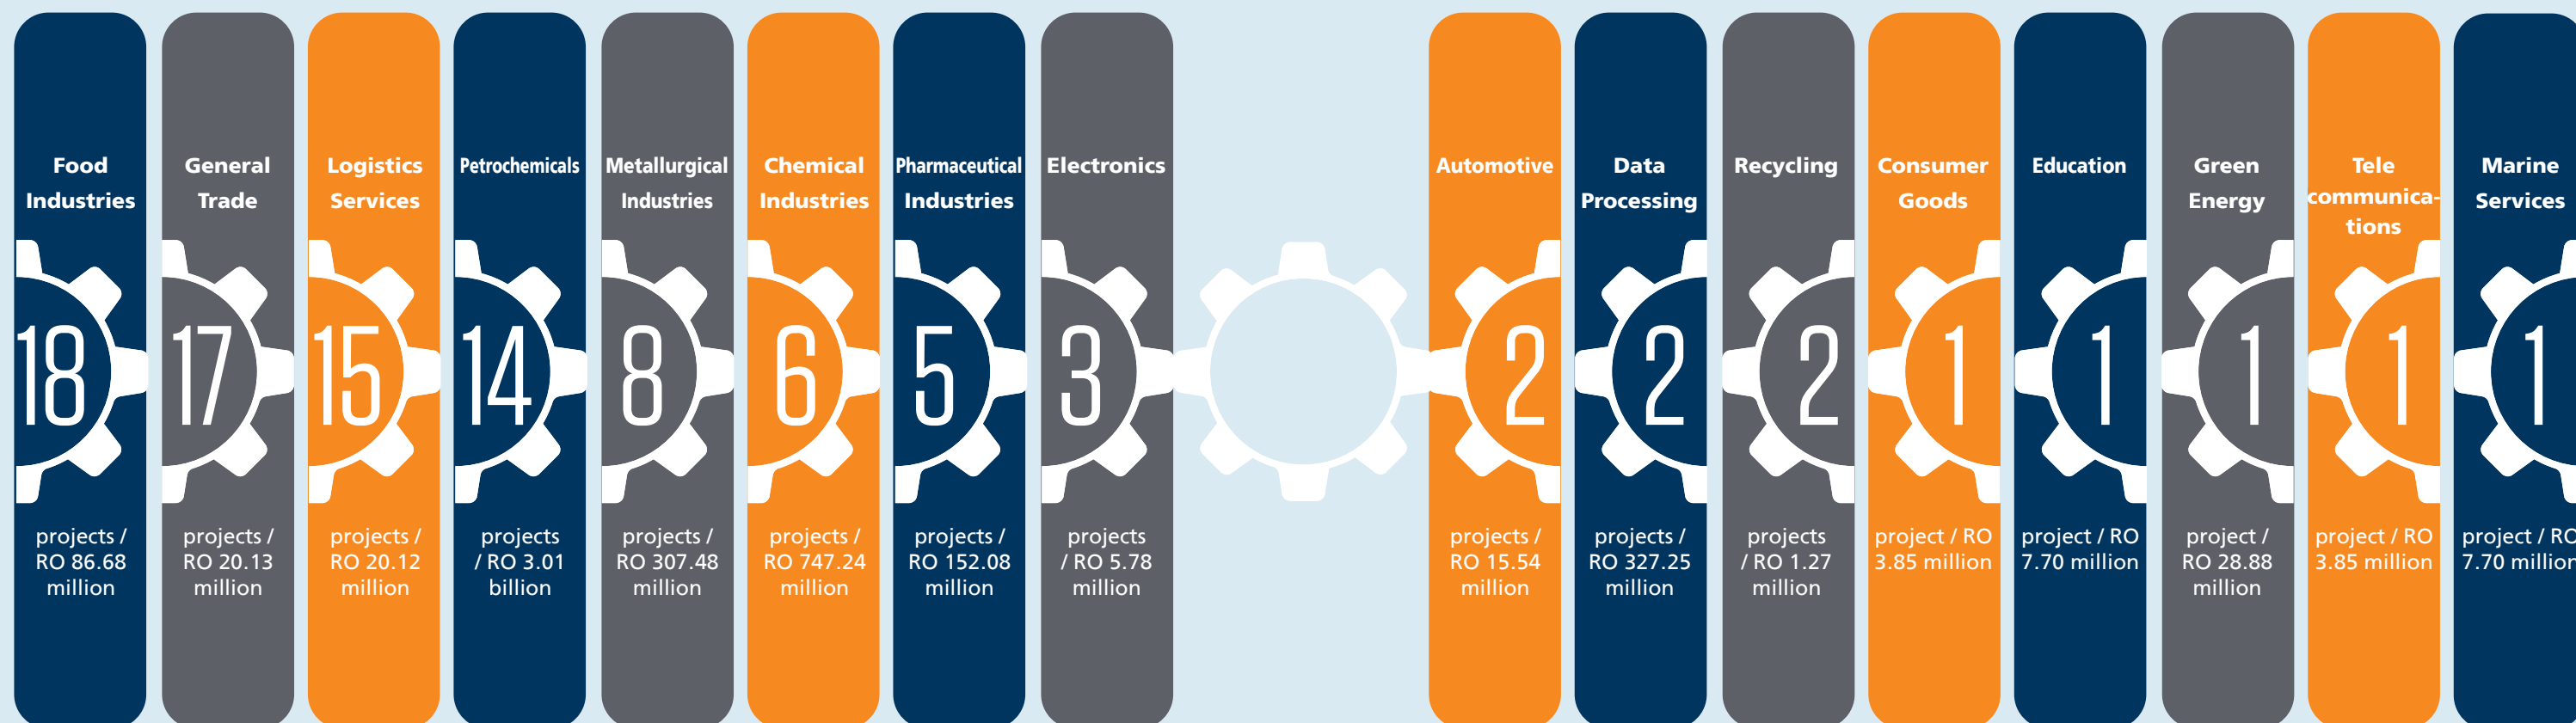 Food
Industries
18
projects /
RO 86.68
million
General
Trade
17
projects /
RO 20.13
million
Logistics
Services
15
projects /
RO 20.12
million
Petrochemicals
14
projects
/ RO 3.01
billion
Metallurgical
Industries
8
projects /
RO 307.48
million
Chemical
Industries
6
projects /
RO 747.24
million
Pharmaceutical
Industries
5
projects /
RO 152.08
million
Electronics
3
projects
/ RO 5.78
million
Automotive
2
projects /
RO 15.54
million
Data
Processing
2
projects /
RO 327.25
million
Recycling
2
projects
/ RO 1.27
million
Consumer
Goods
1
project / RO
3.85 million
Education
1
project / RO
7.70 million
Green
Energy
1
project /
RO 28.88
million
Tele
communica-
tions
1
project / RO
3.85 million
Marine
Services
1
project / RO
7.70 million